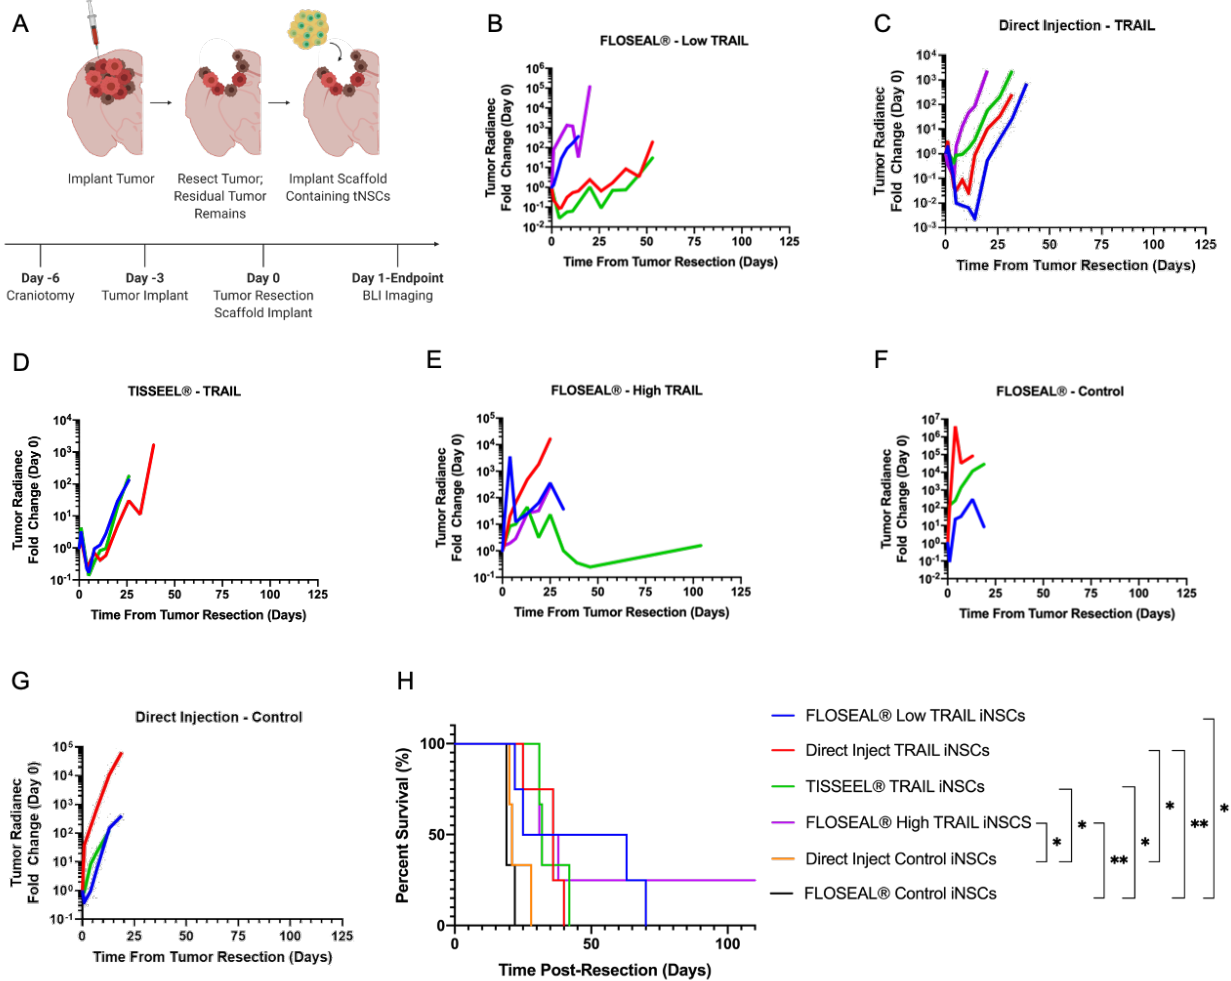 A
Implant Tumor
Resect Tumor;
Residual Tumor
Remains
Implant Scaffold
Containing tNSCs
Day -6
Craniotomy
Day -3
Tumor Implant
Day 0
Tumor Resection
Scaffold Implant
Day 1-Endpoint
BLI Imaging
B
FLOSEAL® - Low TRAIL
Tumor Radianec
Fold Change (Day 0)
10^6
10^5
10^4
10^3
10^2
10^1
10^0
10^-1
10^-2
0 25 50 75 100 125
Time From Tumor Resection (Days)
C
Direct Injection - TRAIL
Tumor Radianec
Fold Change (Day 0)
10^4
10^3
10^2
10^1
10^0
10^-1
10^-2
10^-3
0 25 50 75 100 125
Time From Tumor Resection (Days)
D
TISSEEL® - TRAIL
Tumor Radianec
Fold Change (Day 0)
10^4
10^3
10^2
10^1
10^0
10^-1
0 25 50 75 100 125
Time From Tumor Resection (Days)
E
FLOSEAL® - High TRAIL
Tumor Radianec
Fold Change (Day 0)
10^5
10^4
10^3
10^2
10^1
10^0
10^-1
0 25 50 75 100 125
Time From Tumor Resection (Days)
F
FLOSEAL® - Control
Tumor Radianec
Fold Change (Day 0)
10^7
10^6
10^5
10^4
10^3
10^2
10^1
10^0
10^-1
10^-2
0 25 50 75 100 125
Time From Tumor Resection (Days)
G
Direct Injection - Control
Tumor Radianec
Fold Change (Day 0)
10^5
10^4
10^3
10^2
10^1
10^0
10^-1
0 25 50 75 100 125
Time From Tumor Resection (Days)
H
Percent Survival (%)
100
50
0
0 50 100
Time Post-Resection (Days)
FLOSEAL® Low TRAIL iNSCs
Direct Inject TRAIL iNSCs
TISSEEL® TRAIL iNSCs
FLOSEAL® High TRAIL iNSCS
Direct Inject Control iNSCs
FLOSEAL® Control iNSCs
* * ** * * ** *